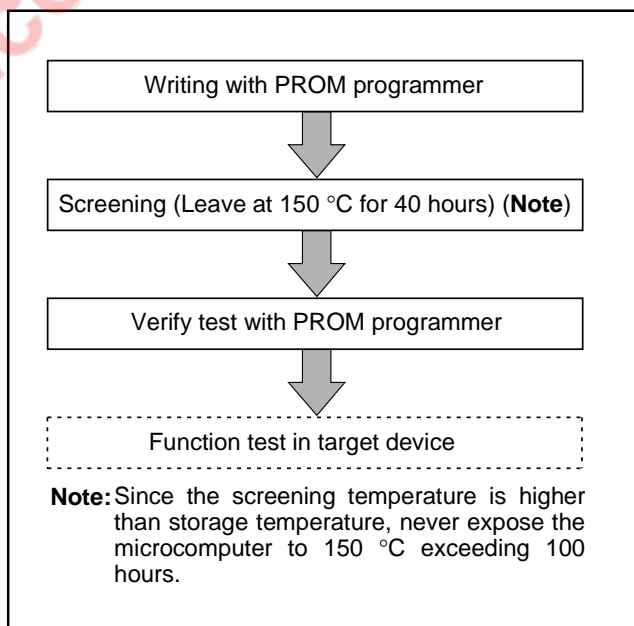 Writing with PROM programmer
Screening (Leave at 150 °C for 40 hours) (Note)
Verify test with PROM programmer
Function test in target device
Note: Since the screening temperature is higher
than storage temperature, never expose the
microcomputer to 150 °C exceeding 100
hours.